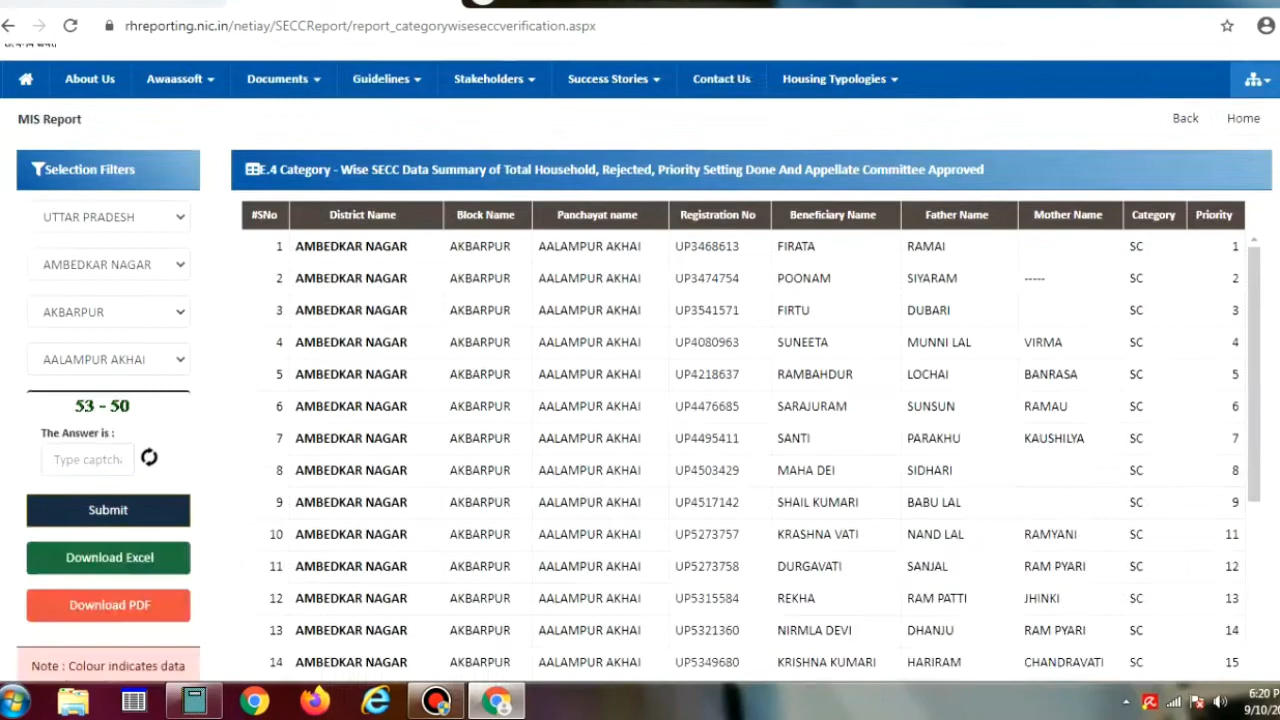 rhreporting.nic.in/netiay/SECCReport/report_categorywiseseccverification.aspx
About Us Awaassoft Documents Guidelines Stakeholders Success Stories Contact Us Housing Typologies
MIS Report Back Home
Selection Filters
UTTAR PRADESH
AMBEDKAR NAGAR
AKBARPUR
AALAMPUR AKHAI
53 - 50
The Answer is :
Type captcha
Submit
Download Excel
Download PDF
Note : Colour indicates data
E.4 Category - Wise SECC Data Summary of Total Household, Rejected, Priority Setting Done And Appellate Committee Approved
#SNo District Name Block Name Panchayat name Registration No Beneficiary Name Father Name Mother Name Category Priority
1 AMBEDKAR NAGAR AKBARPUR AALAMPUR AKHAI UP3468613 FIRATA RAMAI SC 1
2 AMBEDKAR NAGAR AKBARPUR AALAMPUR AKHAI UP3474754 POONAM SIYARAM ----- SC 2
3 AMBEDKAR NAGAR AKBARPUR AALAMPUR AKHAI UP3541571 FIRTU DUBARI SC 3
4 AMBEDKAR NAGAR AKBARPUR AALAMPUR AKHAI UP4080963 SUNEETA MUNNI LAL VIRMA SC 4
5 AMBEDKAR NAGAR AKBARPUR AALAMPUR AKHAI UP4218637 RAMBAHDUR LOCHAI BANRASA SC 5
6 AMBEDKAR NAGAR AKBARPUR AALAMPUR AKHAI UP4476685 SARAJURAM SUNSUN RAMAU SC 6
7 AMBEDKAR NAGAR AKBARPUR AALAMPUR AKHAI UP4495411 SANTI PARAKHU KAUSHILYA SC 7
8 AMBEDKAR NAGAR AKBARPUR AALAMPUR AKHAI UP4503429 MAHA DEI SIDHARI SC 8
9 AMBEDKAR NAGAR AKBARPUR AALAMPUR AKHAI UP4517142 SHAIL KUMARI BABU LAL SC 9
10 AMBEDKAR NAGAR AKBARPUR AALAMPUR AKHAI UP5273757 KRASHNA VATI NAND LAL RAMYANI SC 11
11 AMBEDKAR NAGAR AKBARPUR AALAMPUR AKHAI UP5273758 DURGAVATI SANJAL RAM PYARI SC 12
12 AMBEDKAR NAGAR AKBARPUR AALAMPUR AKHAI UP5315584 REKHA RAM PATTI JHINKI SC 13
13 AMBEDKAR NAGAR AKBARPUR AALAMPUR AKHAI UP5321360 NIRMLA DEVI DHANJU RAM PYARI SC 14
14 AMBEDKAR NAGAR AKBARPUR AALAMPUR AKHAI UP5349680 KRISHNA KUMARI HARIRAM CHANDRAVATI SC 15
6:20 P
9/10/20